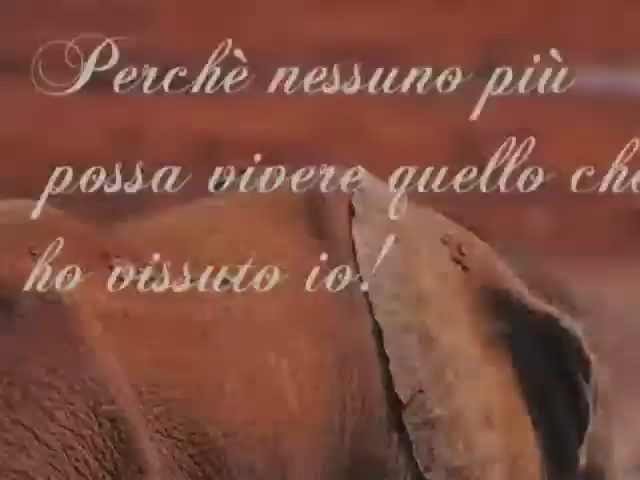 Perchè nessuno più
possa vivere quello che
ho vissuto io!